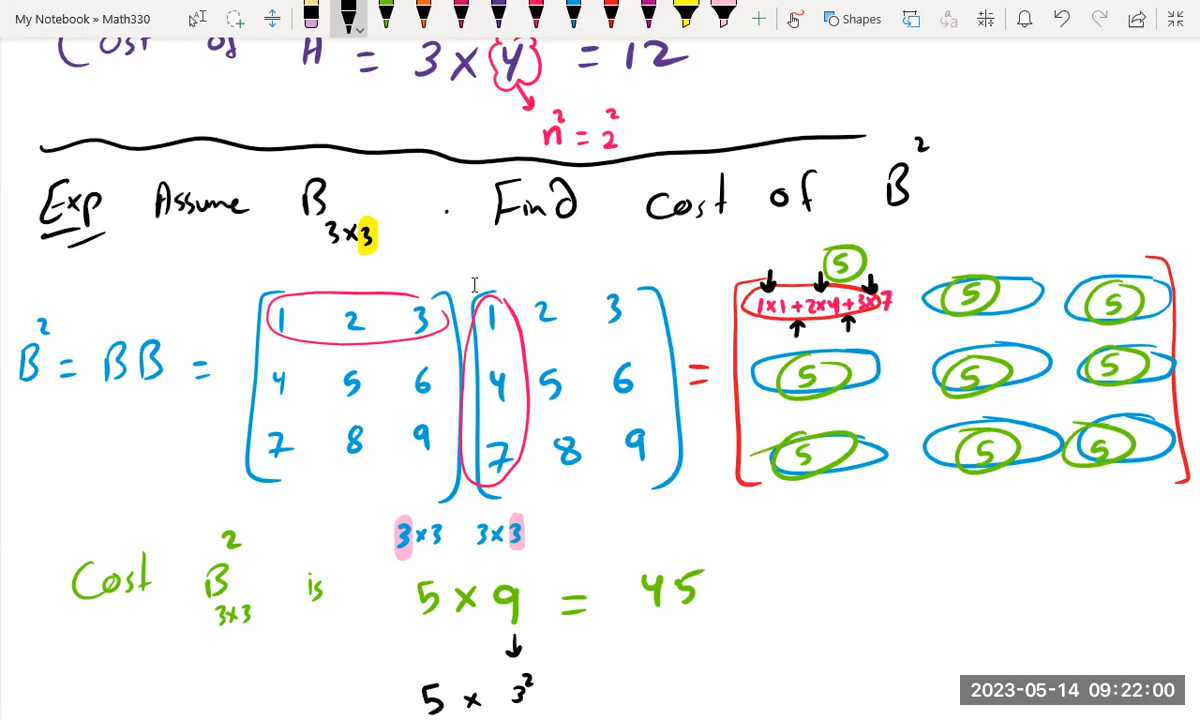 My Notebook » Math330
Shapes
Cost of A = 3 × 4 = 12
n² = 2²
Exp Assume B 3×3 . Find cost of B²
B² = BB =
1 2 3
4 5 6
7 8 9
3×3
1 2 3
4 5 6
7 8 9
3×3
=
5
1×1+2×4+3×7 5 5
5 5 5
5 5 5
Cost B² 3×3 is 5 × 9 = 45
5 × 3²
2023-05-14 09:22:00